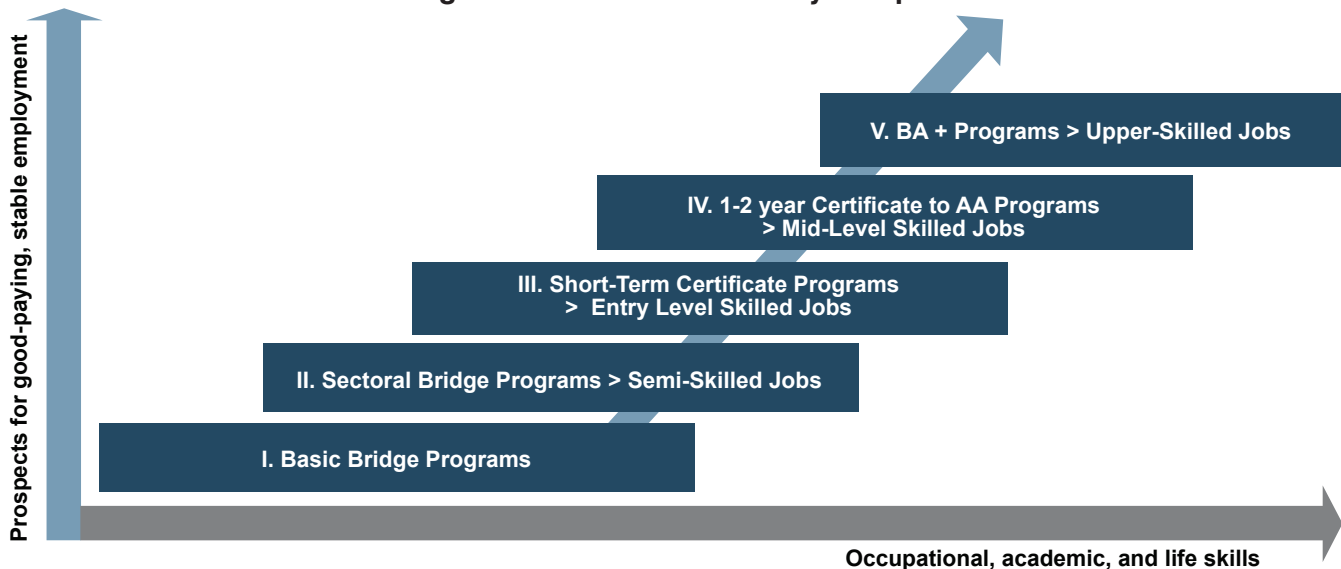 Prospects for good-paying, stable employment
V. BA + Programs > Upper-Skilled Jobs
IV. 1-2 year Certificate to AA Programs
> Mid-Level Skilled Jobs
III. Short-Term Certificate Programs
> Entry Level Skilled Jobs
II. Sectoral Bridge Programs > Semi-Skilled Jobs
I. Basic Bridge Programs
Occupational, academic, and life skills